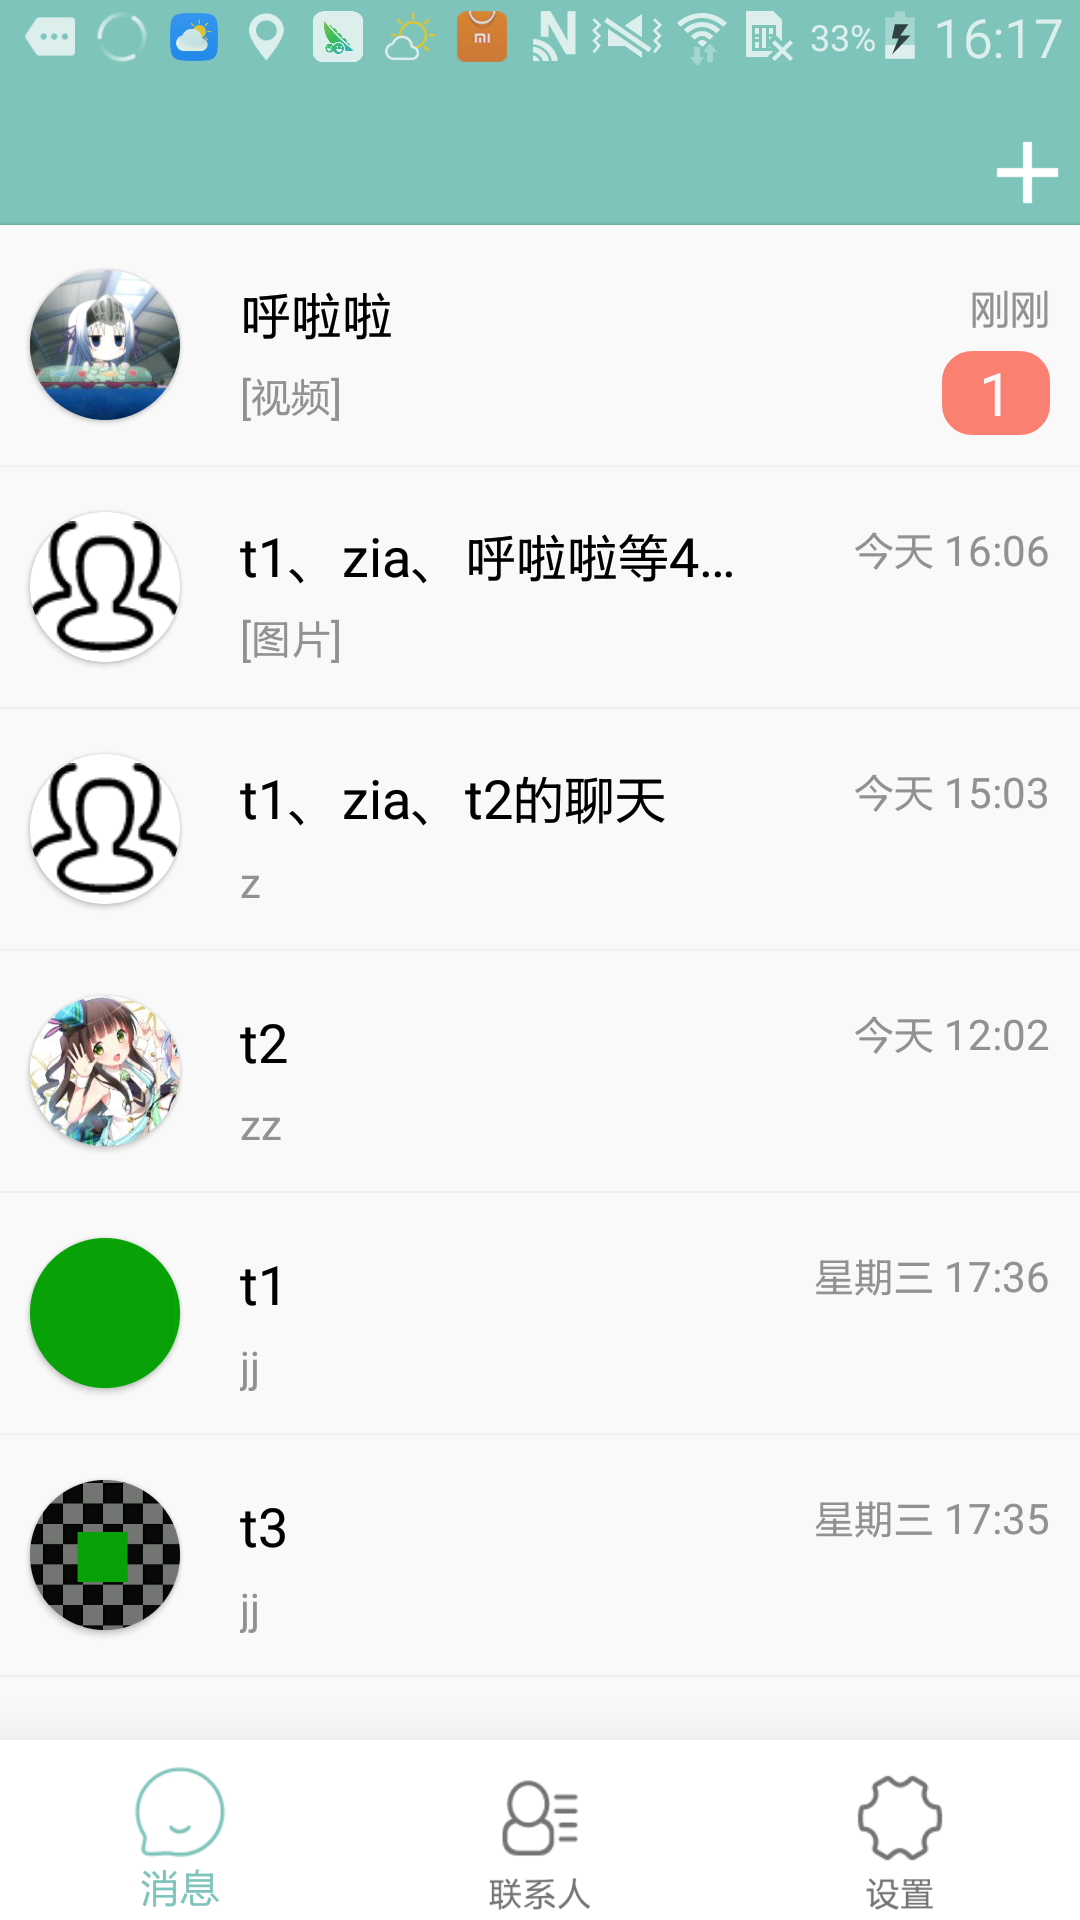 33% 16:17
呼啦啦 刚刚
[视频] 1
t1、zia、呼啦啦等4... 今天 16:06
[图片]
t1、zia、t2的聊天 今天 15:03
z
t2 今天 12:02
zz
t1 星期三 17:36
jj
t3 星期三 17:35
jj
消息 联系人 设置